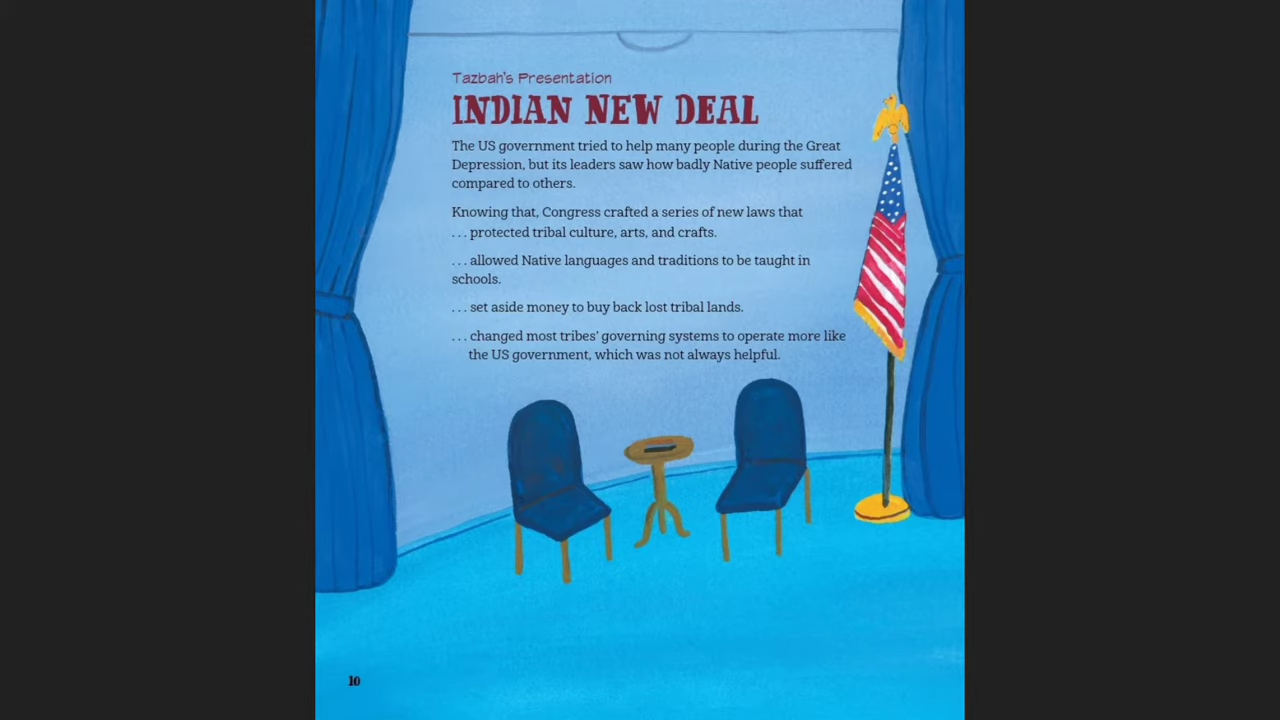 Tazbah's Presentation
INDIAN NEW DEAL
The US government tried to help many people during the Great
Depression, but its leaders saw how badly Native people suffered
compared to others.
Knowing that, Congress crafted a series of new laws that
. . . protected tribal culture, arts, and crafts.
. . . allowed Native languages and traditions to be taught in
schools.
. . . set aside money to buy back lost tribal lands.
. . . changed most tribes' governing systems to operate more like
the US government, which was not always helpful.
10